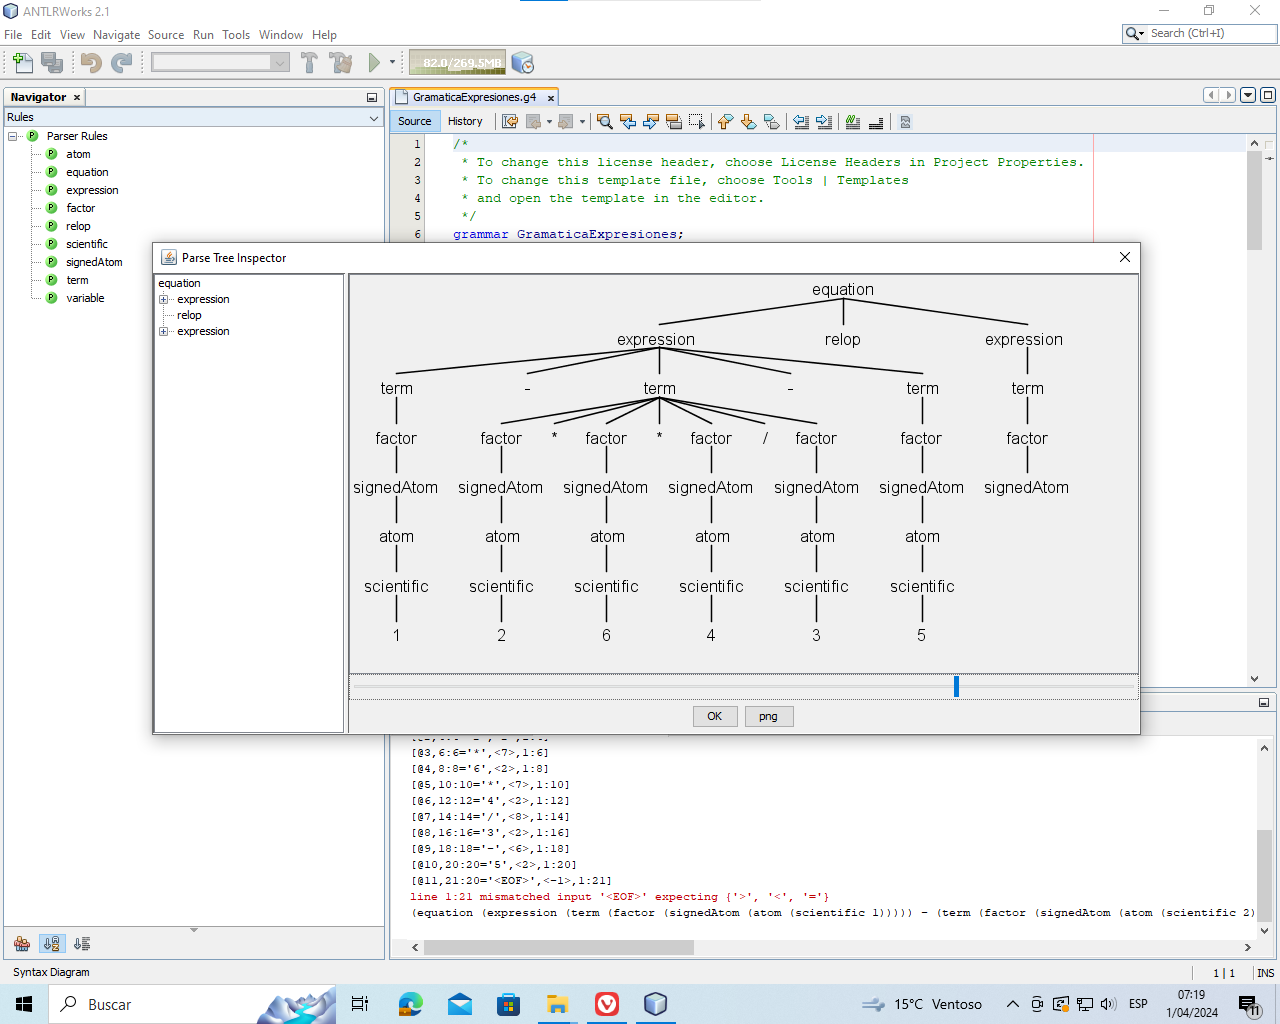 ANTLRWorks 2.1
File Edit View Navigate Source Run Tools Window Help
Search (Ctrl+I)
82.0/269.5MB
Navigator
GramaticaExpresiones.g4
Rules
Source History
Parser Rules
atom
equation
expression
factor
relop
scientific
signedAtom
term
variable
1 /*
2 * To change this license header, choose License Headers in Project Properties.
3 * To change this template file, choose Tools | Templates
4 * and open the template in the editor.
5 */
6 grammar GramaticaExpresiones;
Parse Tree Inspector
equation
expression
relop
expression
equation
expression relop expression
term - term - term term
factor factor * factor * factor / factor factor factor
signedAtom signedAtom signedAtom signedAtom signedAtom signedAtom signedAtom
atom atom atom atom atom atom
scientific scientific scientific scientific scientific scientific
1 2 6 4 3 5
OK png
[@3,6:6='*',<7>,1:6]
[@4,8:8='6',<2>,1:8]
[@5,10:10='*',<7>,1:10]
[@6,12:12='4',<2>,1:12]
[@7,14:14='/',<8>,1:14]
[@8,16:16='3',<2>,1:16]
[@9,18:18='-',<6>,1:18]
[@10,20:20='5',<2>,1:20]
[@11,21:20='<EOF>',<-1>,1:21]
line 1:21 mismatched input '<EOF>' expecting {'>', '<', '='}
(equation (expression (term (factor (signedAtom (atom (scientific 1))))) - (term (factor (signedAtom (atom (scientific 2)
Syntax Diagram
1 | 1 INS
Buscar
15°C Ventoso
ESP
07:19
1/04/2024
11